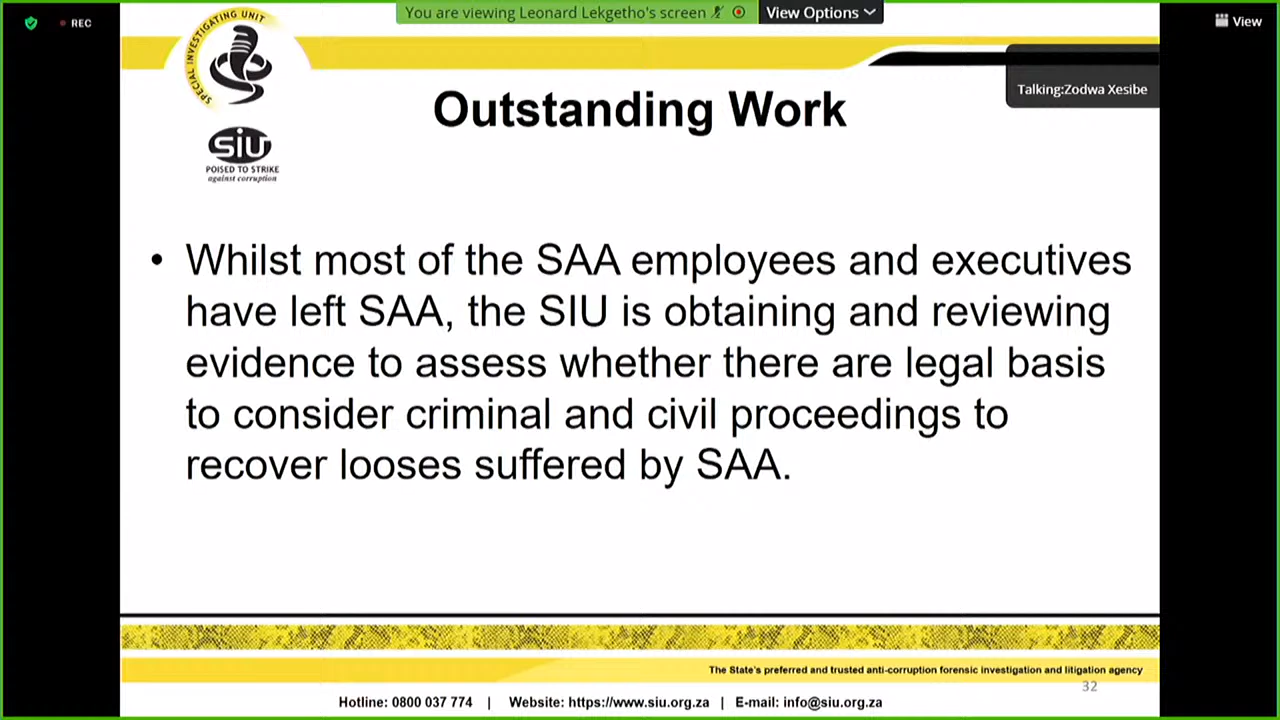 REC
You are viewing Leonard Lekgetho's screen
View Options
View
SPECIAL INVESTIGATING UNIT
Talking:Zodwa Xesibe
Outstanding Work
SIU
POISED TO STRIKE
against corruption
• Whilst most of the SAA employees and executives
have left SAA, the SIU is obtaining and reviewing
evidence to assess whether there are legal basis
to consider criminal and civil proceedings to
recover looses suffered by SAA.
The State's preferred and trusted anti-corruption forensic investigation and litigation agency
32
Hotline: 0800 037 774 | Website: https://www.siu.org.za | E-mail: info@siu.org.za